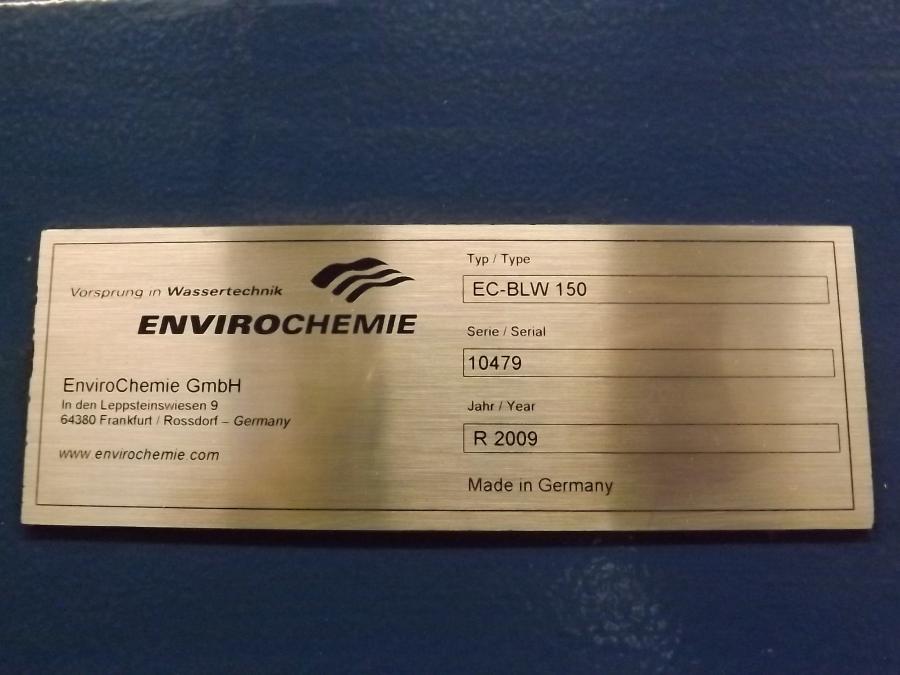 Vorsprung in Wassertechnik
ENVIROCHEMIE
EnviroChemie GmbH
In den Leppsteinswiesen 9
64380 Frankfurt / Rossdorf – Germany
www.envirochemie.com
Typ / Type
EC-BLW 150
Serie / Serial
10479
Jahr / Year
R 2009
Made in Germany